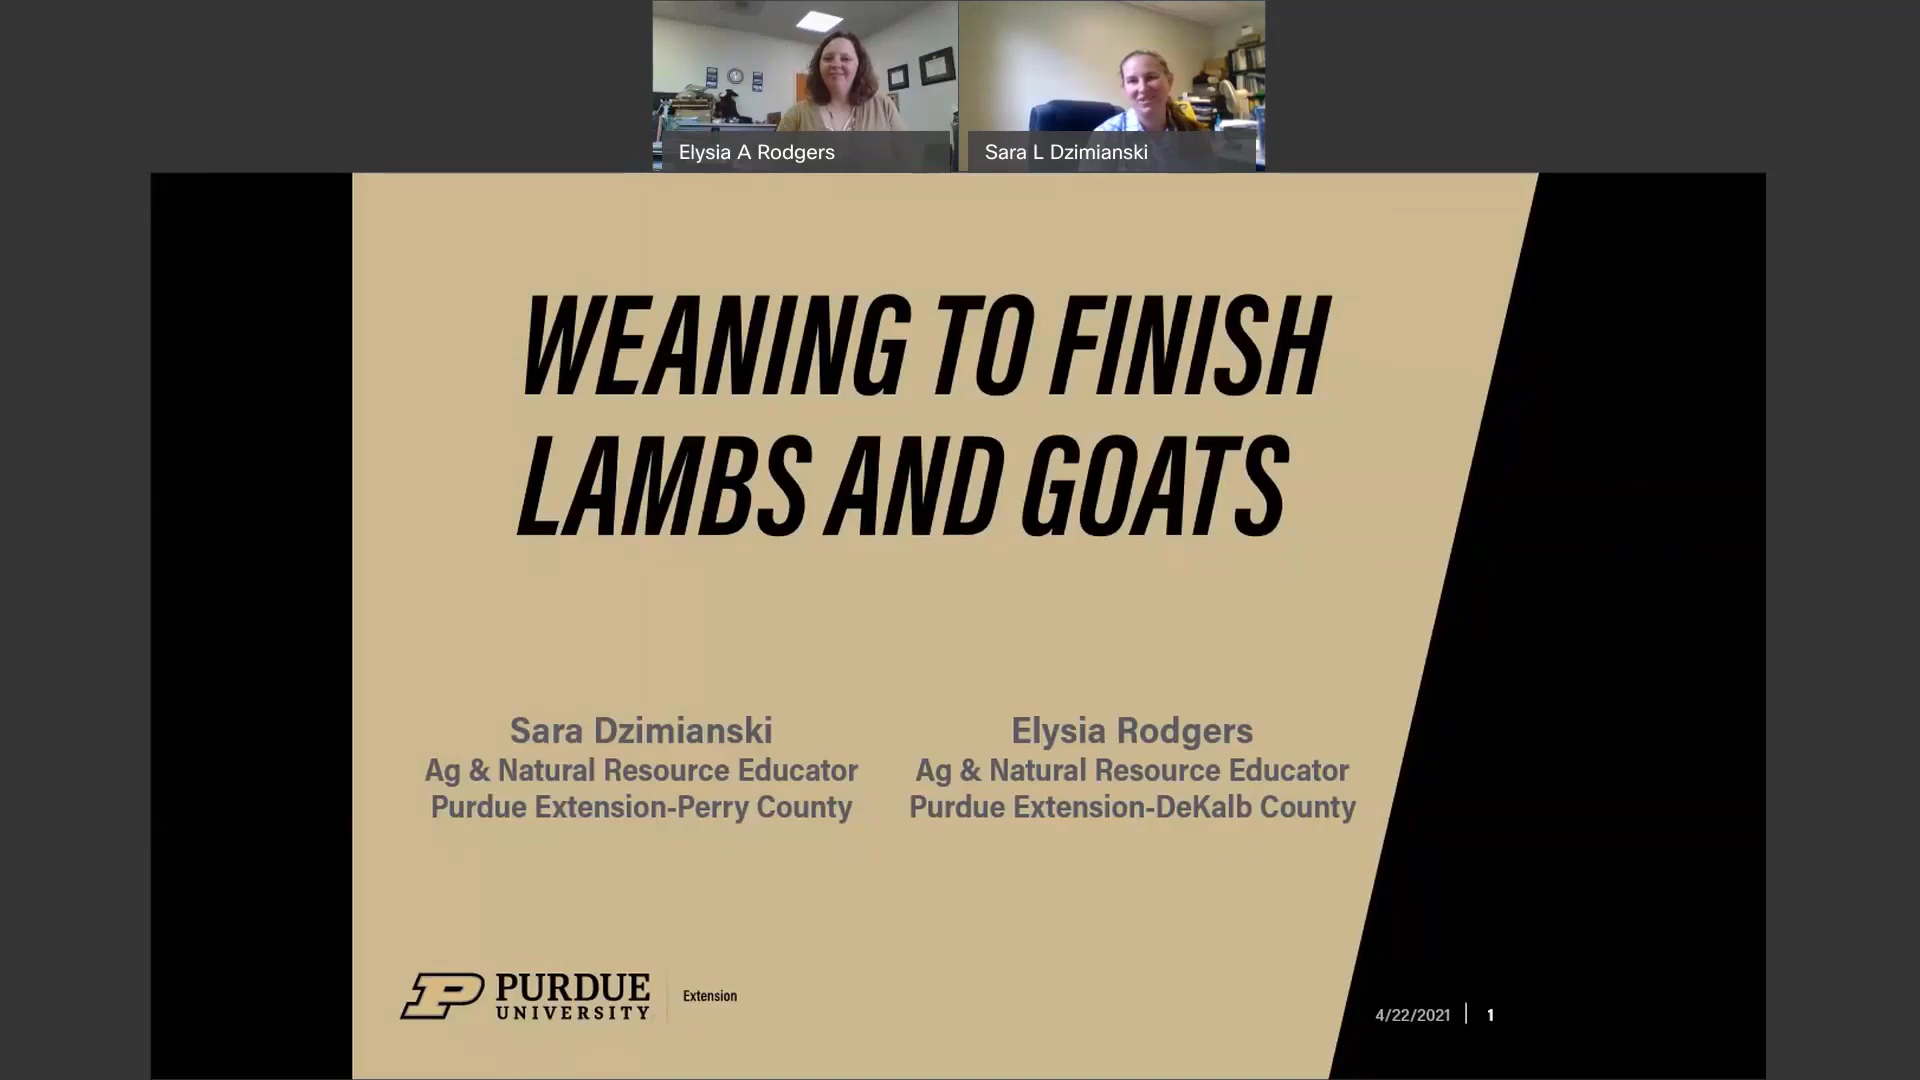 Elysia A Rodgers
Sara L Dzimianski
WEANING TO FINISH
LAMBS AND GOATS
Sara Dzimianski
Ag & Natural Resource Educator
Purdue Extension-Perry County
Elysia Rodgers
Ag & Natural Resource Educator
Purdue Extension-DeKalb County
P PURDUE
UNIVERSITY
Extension
4/22/2021 | 1